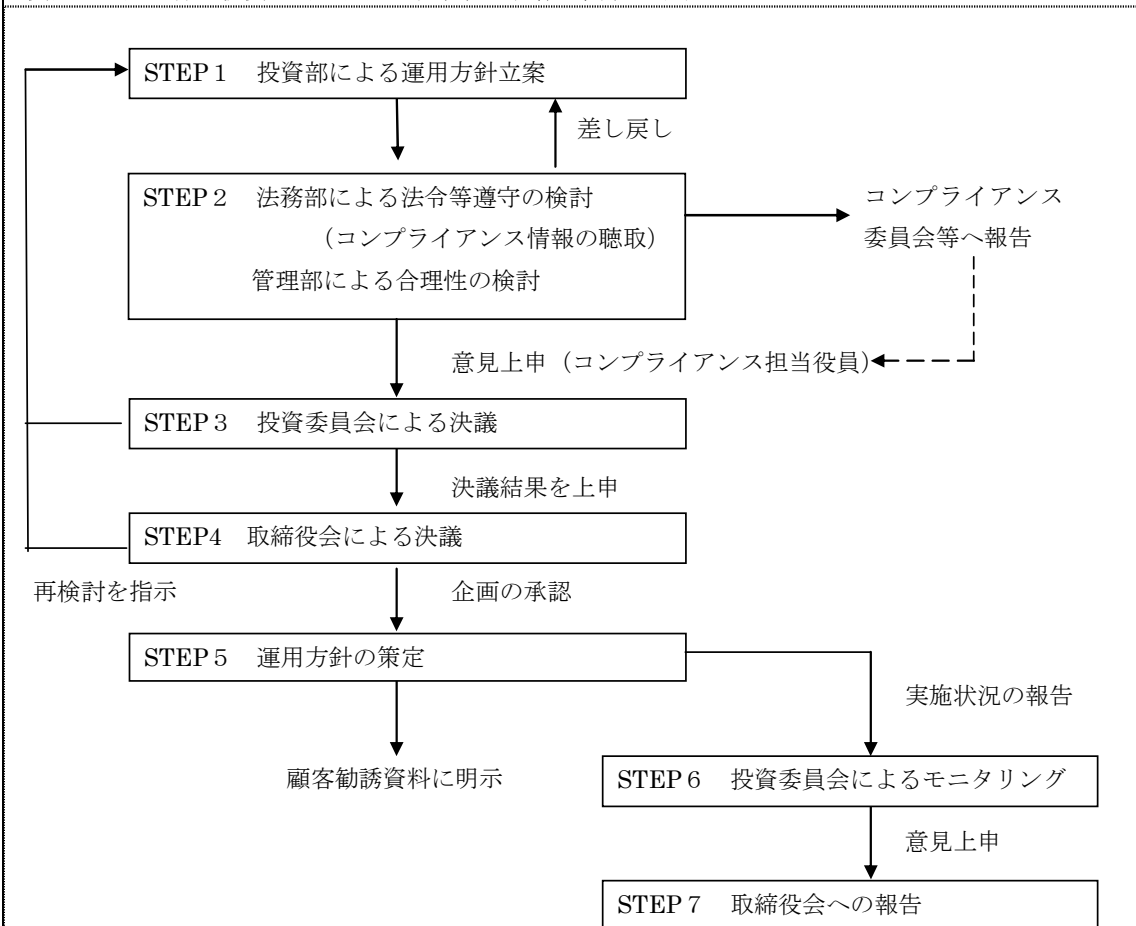 STEP１　投資部による運用方針立案
差し戻し
STEP２　法務部による法令等遵守の検討
（コンプライアンス情報の聴取）
管理部による合理性の検討
コンプライアンス
委員会等へ報告
意見上申（コンプライアンス担当役員）
STEP３　投資委員会による決議
決議結果を上申
STEP4　取締役会による決議
再検討を指示
企画の承認
STEP５　運用方針の策定
実施状況の報告
顧客勧誘資料に明示
STEP６　投資委員会によるモニタリング
意見上申
STEP７　取締役会への報告